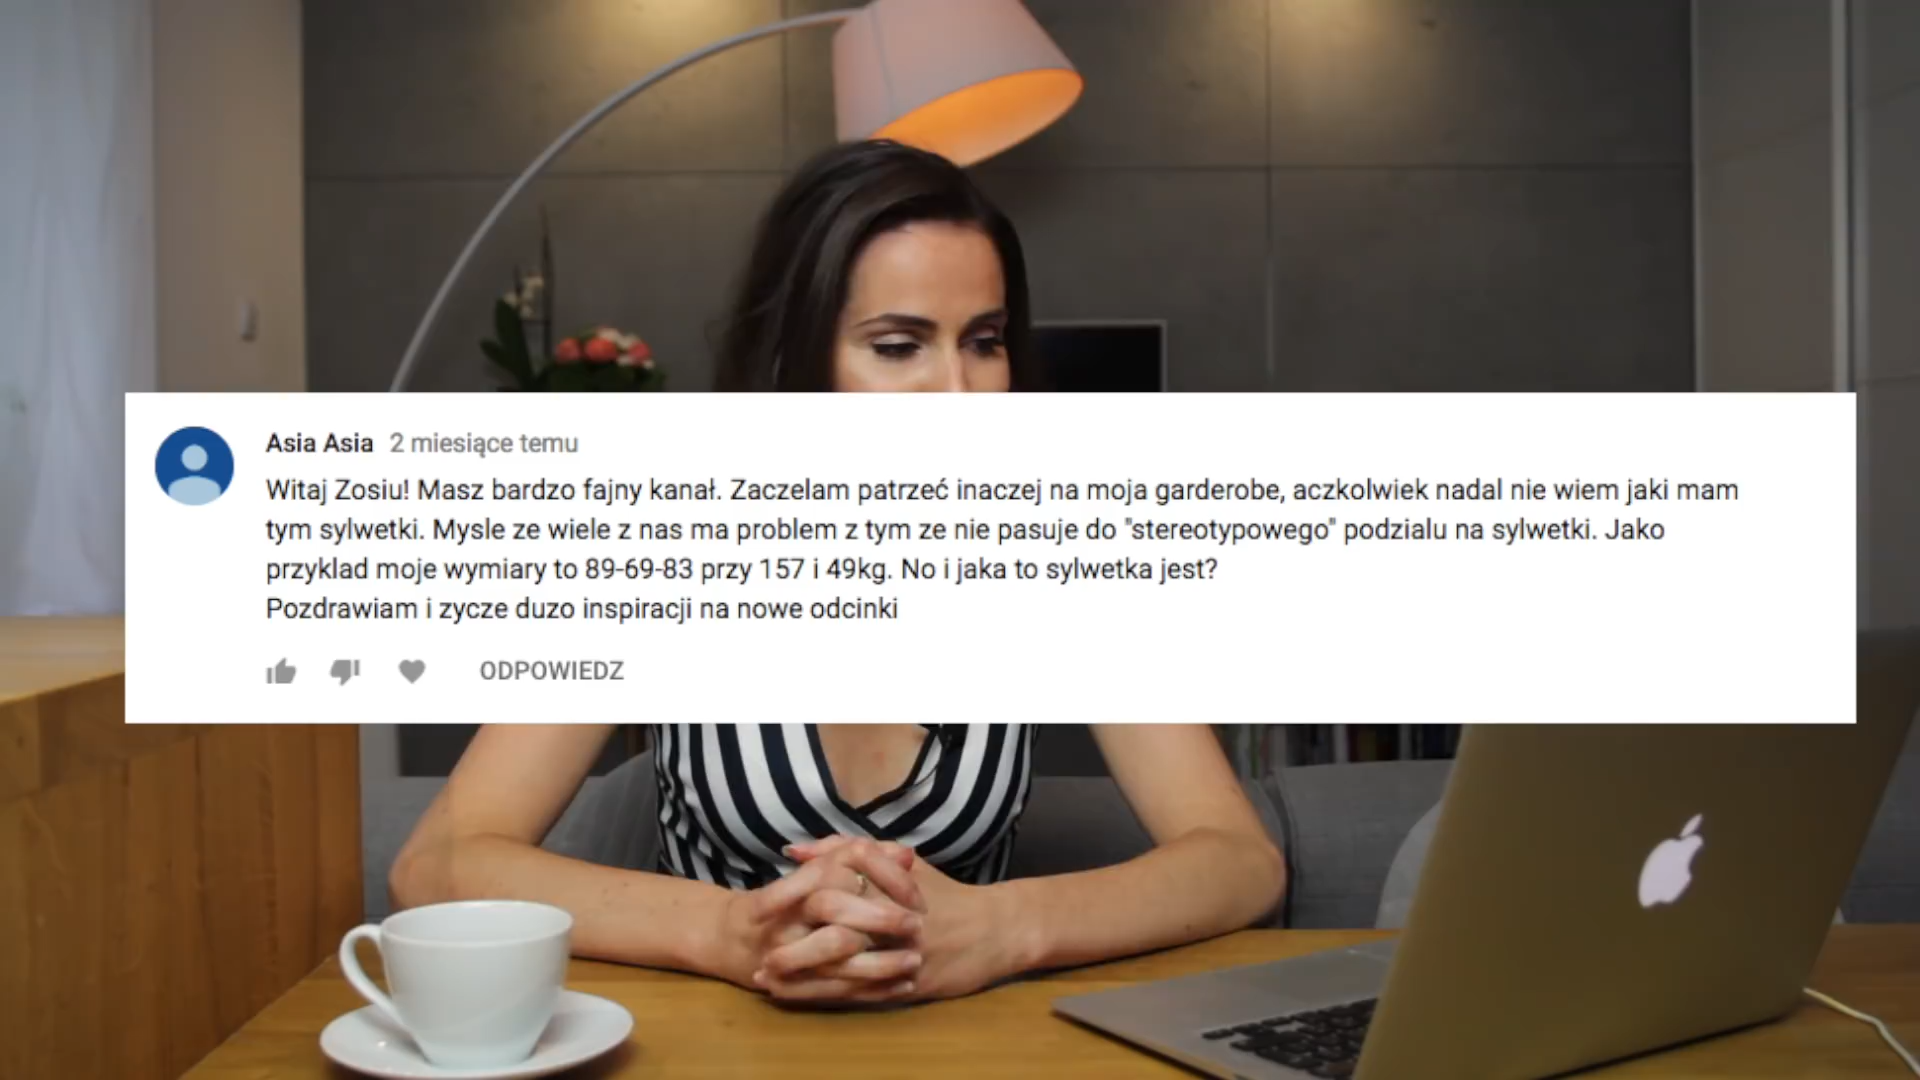 Asia Asia 2 miesiące temu
Witaj Zosiu! Masz bardzo fajny kanał. Zaczelam patrzeć inaczej na moja garderobe, aczkolwiek nadal nie wiem jaki mam
tym sylwetki. Mysle ze wiele z nas ma problem z tym ze nie pasuje do "stereotypowego" podzialu na sylwetki. Jako
przyklad moje wymiary to 89-69-83 przy 157 i 49kg. No i jaka to sylwetka jest?
Pozdrawiam i zycze duzo inspiracji na nowe odcinki
ODPOWIEDZ